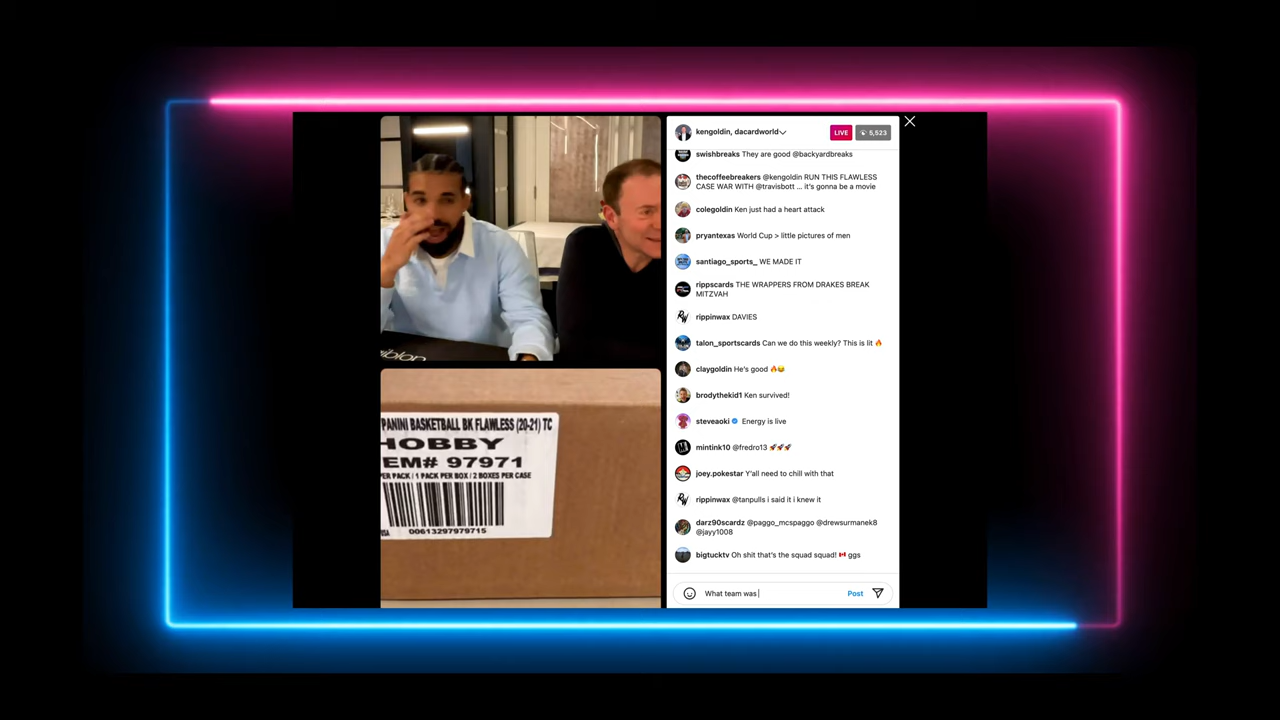 kengoldin, dacardworld
LIVE
5,523
swishbreaks They are good @backyardbreaks
thecoffeebreakers @kengoldin RUN THIS FLAWLESS
CASE WAR WITH @travisbott ... it's gonna be a movie
colegoldin Ken just had a heart attack
pryantexas World Cup > little pictures of men
santiago_sports_ WE MADE IT
rippscards THE WRAPPERS FROM DRAKES BREAK
MITZVAH
rippinwax DAVIES
talon_sportscards Can we do this weekly? This is lit 🔥
claygoldin He's good 🔥😂
brodythekid1 Ken survived!
steveaoki Energy is live
mintink10 @fredro13 🚀🚀🚀
joey.pokestar Y'all need to chill with that
rippinwax @tanpulls i said it i knew it
darz90scardz @paggo_mcspaggo @drewsurmanek8
@jayy1008
bigtucktv Oh shit that's the squad squad! 🇨🇦 ggs
What team was
Post
PANINI BASKETBALL BK FLAWLESS (20-21) TC
HOBBY
EM# 97971
PER PACK / 1 PACK PER BOX / 2 BOXES PER CASE
00613297979715